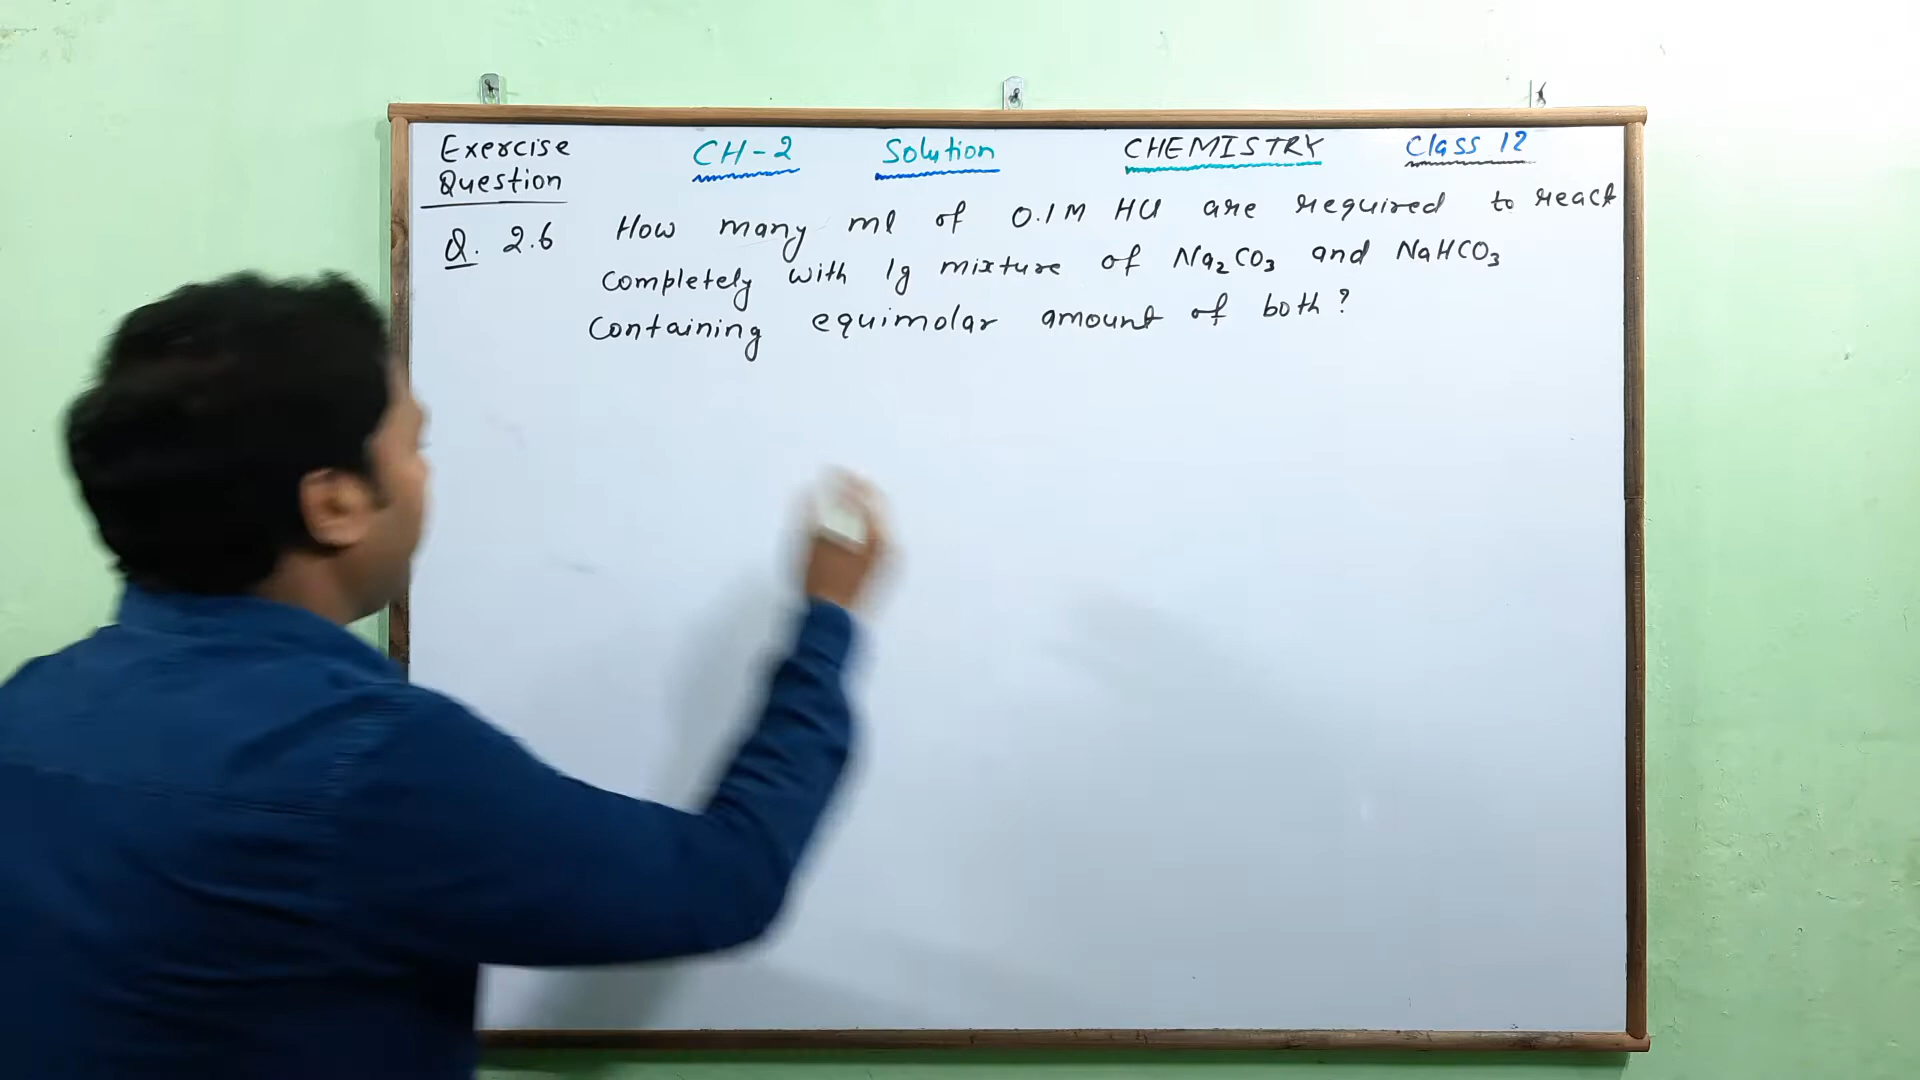 Exercise Question
CH-2 Solution CHEMISTRY Class 12
Q. 2.6 How many ml of 0.1M HCl are required to react
completely with 1g mixture of Na₂CO₃ and NaHCO₃
containing equimolar amount of both?